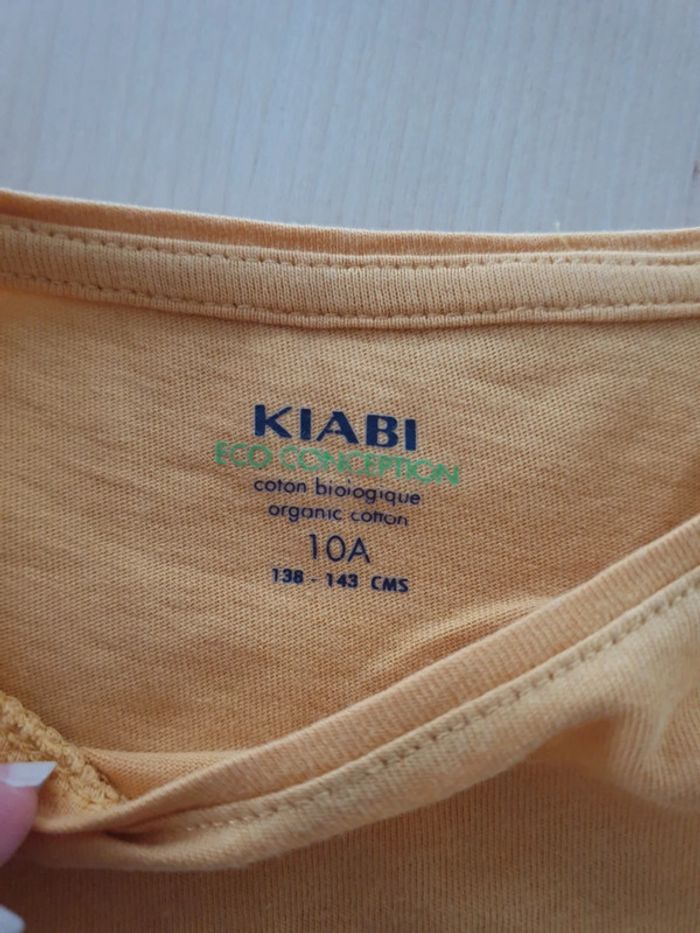 KIABI
ECO CONCEPTION
coton biologique
organic cotton
10A
138 - 143 CMS